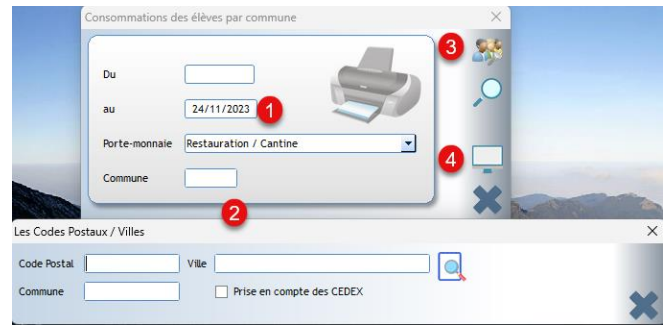 Consommations des élèves par commune
3
Du
au 24/11/2023 1
Porte-monnaie Restauration / Cantine
4
Commune
2
Les Codes Postaux / Villes
Code Postal Ville
Commune Prise en compte des CEDEX